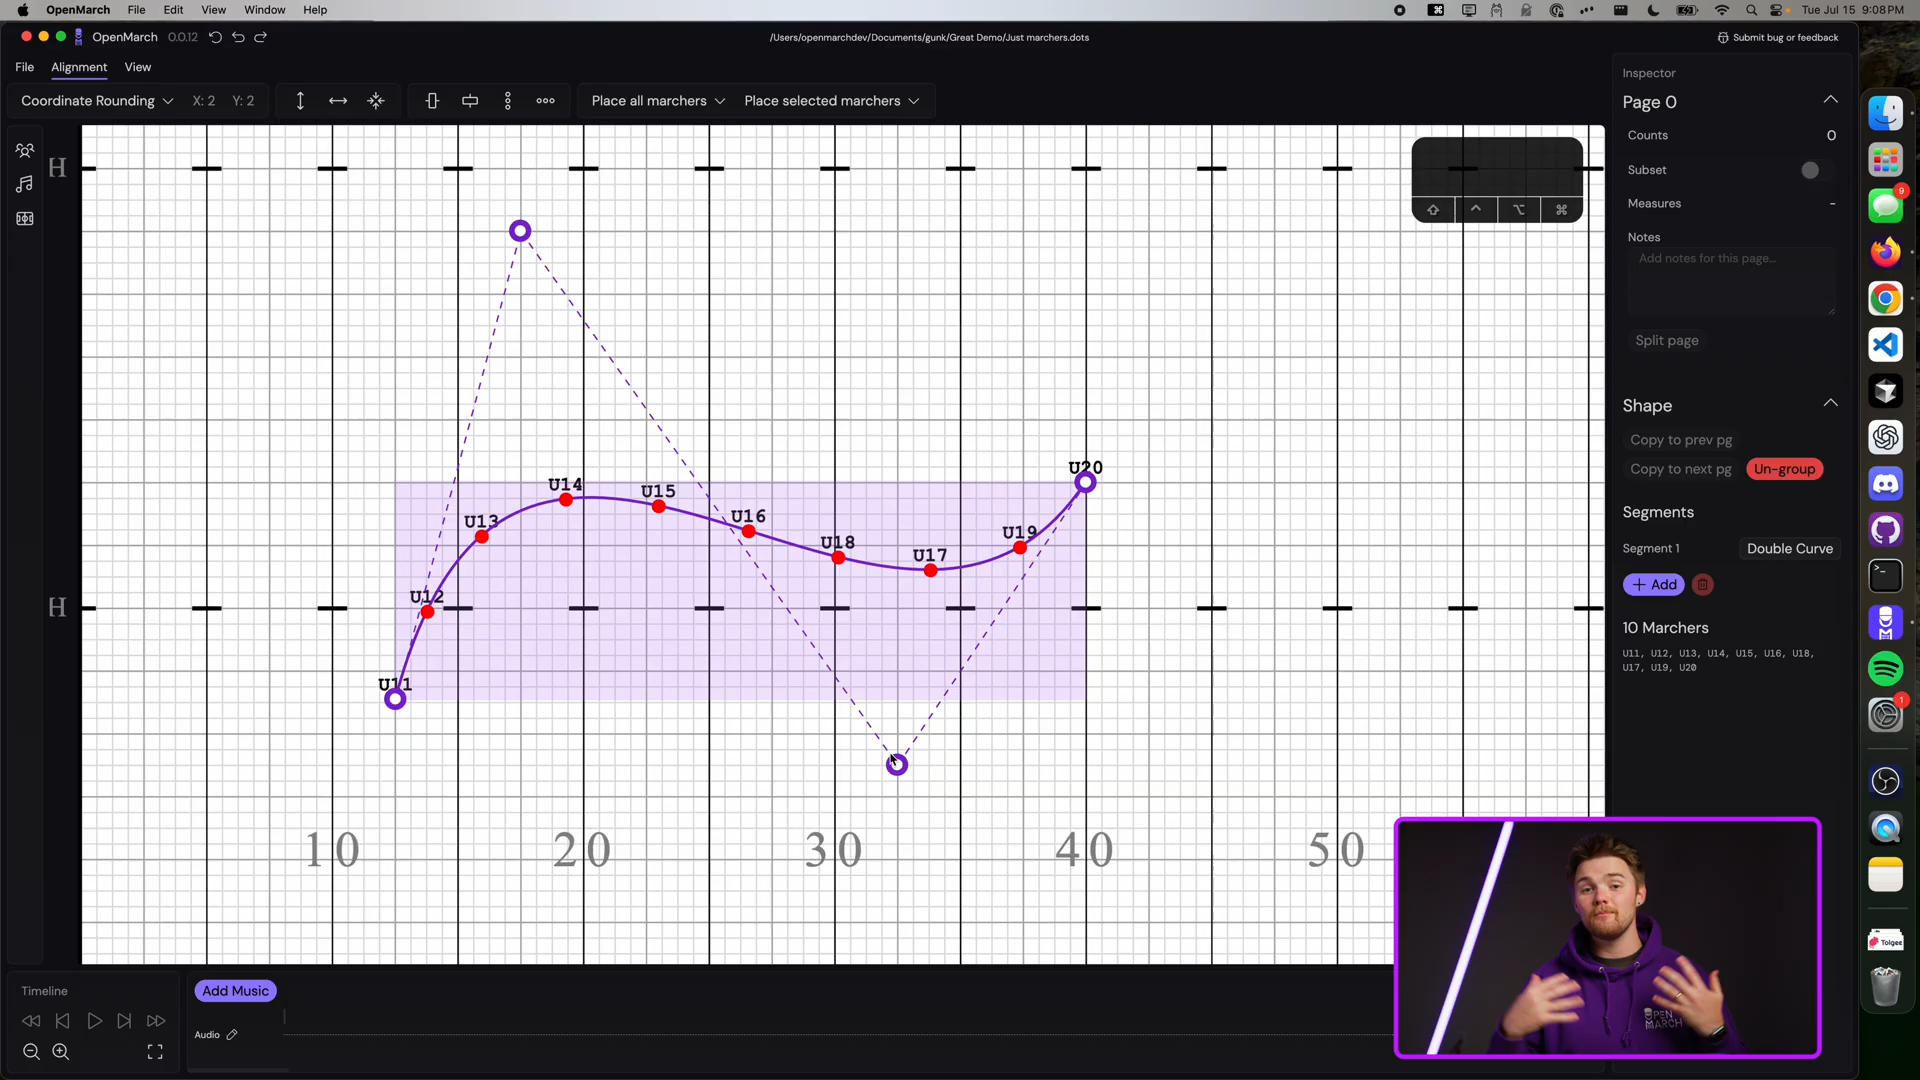 OpenMarch File Edit View Window Help
Tue Jul 15 9:08 PM
OpenMarch 0.0.12
/Users/openmarchdev/Documents/gunk/Great Demo/Just marchers.dots
Submit bug or feedback
File Alignment View
Coordinate Rounding X: 2 Y: 2
Place all marchers Place selected marchers
Inspector
Page 0
Counts 0
Subset
Measures -
Notes
Add notes for this page...
Split page
Shape
Copy to prev pg
Copy to next pg Un-group
Segments
Segment 1 Double Curve
+ Add
10 Marchers
U11, U12, U13, U14, U15, U16, U18,
U17, U19, U20
H
U20
U14
U15
U16
U13
U19
U18
U17
U12
H
U11
10 20 30 40 50
Timeline
Add Music
Audio
9
1
Tolgee
OPEN
MARCH